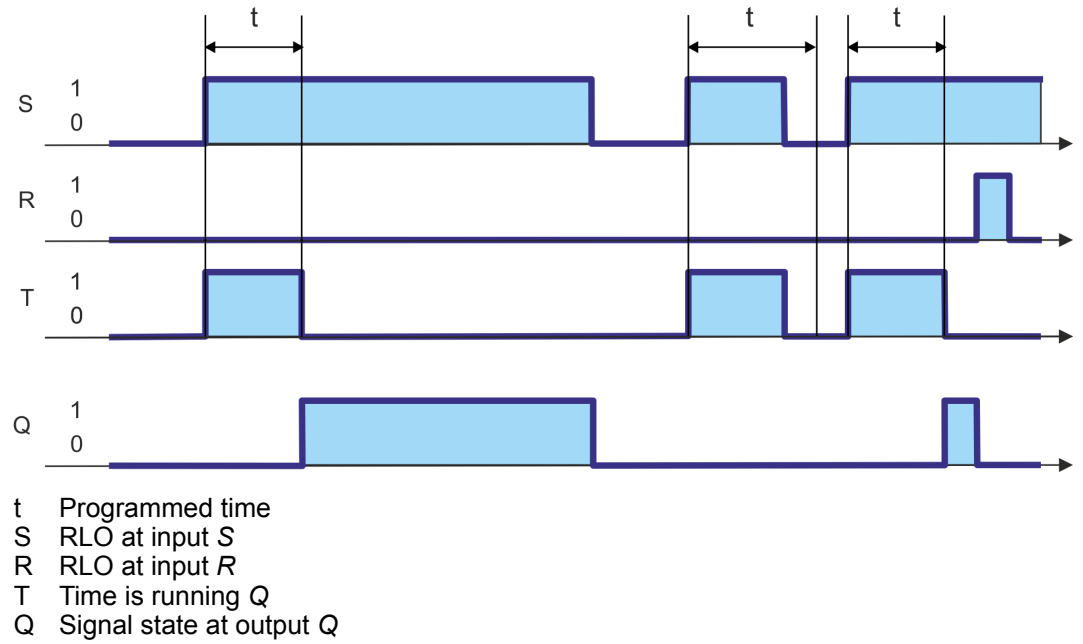 t t t
S 1
0
R 1
0
T 1
0
Q 1
0
t Programmed time
S RLO at input S
R RLO at input R
T Time is running Q
Q Signal state at output Q